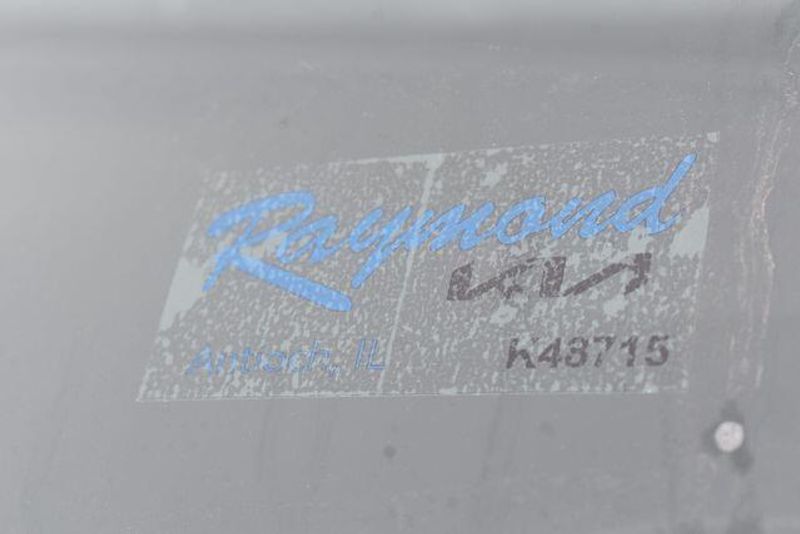 Raymond
KIA
Antioch, IL
K48715